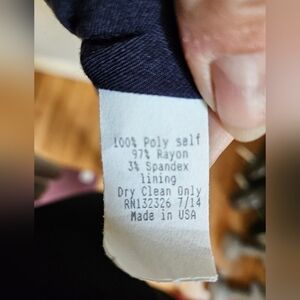 100% Poly self
97% Rayon
3% Spandex
lining
Dry Clean Only
RN132326 7/14
Made in USA